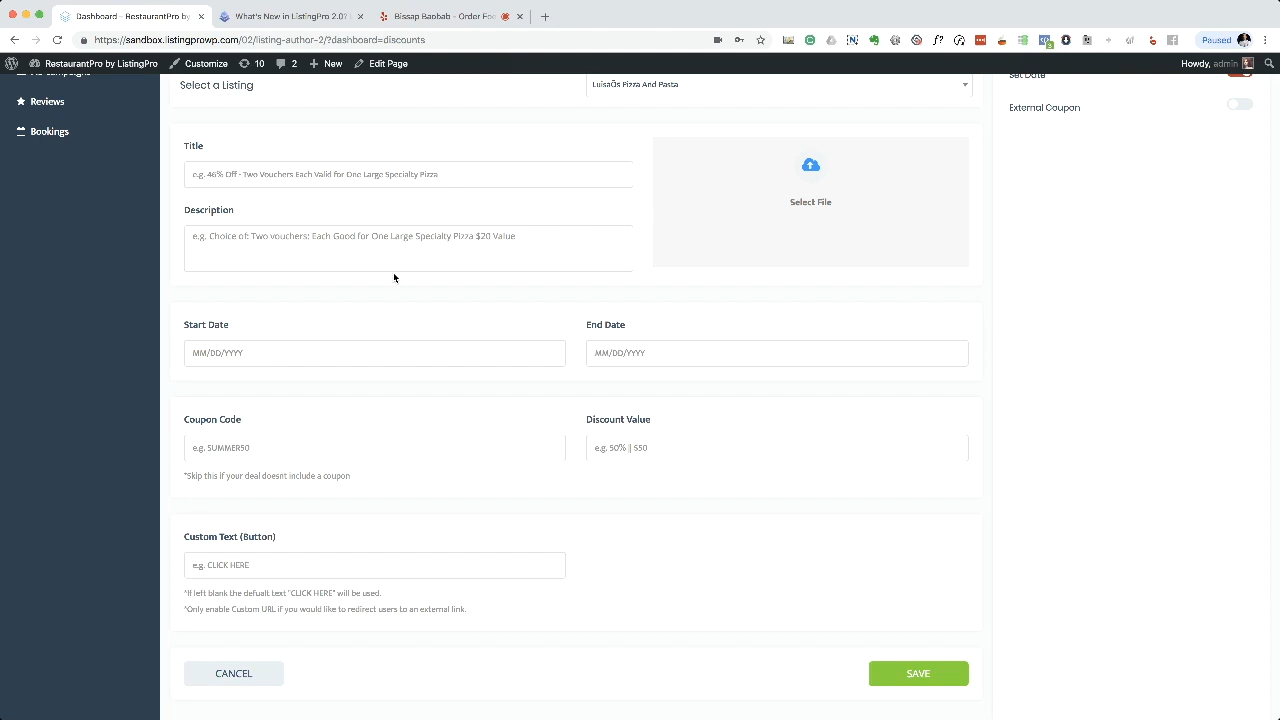 Dashboard - RestaurantPro by
What's New in ListingPro 2.0?
Bissap Baobab - Order Foo
https://sandbox.listingprowp.com/02/listing-author-2/?dashboard=discounts
Paused
RestaurantPro by ListingPro
Customize
10
2
New
Edit Page
Howdy, admin
Reviews
Bookings
Select a Listing
LuisaÕs Pizza And Pasta
Set Date
External Coupon
Title
e.g. 46% Off - Two Vouchers Each Valid for One Large Specialty Pizza
Select File
Description
e.g. Choice of: Two vouchers; Each Good for One Large Specialty Pizza $20 Value
Start Date
End Date
MM/DD/YYYY
MM/DD/YYYY
Coupon Code
Discount Value
e.g. SUMMER50
e.g. 50% || $50
*Skip this if your deal doesnt include a coupon
Custom Text (Button)
e.g. CLICK HERE
*If left blank the defualt text "CLICK HERE" will be used.
*Only enable Custom URL if you would like to redirect users to an external link.
CANCEL
SAVE